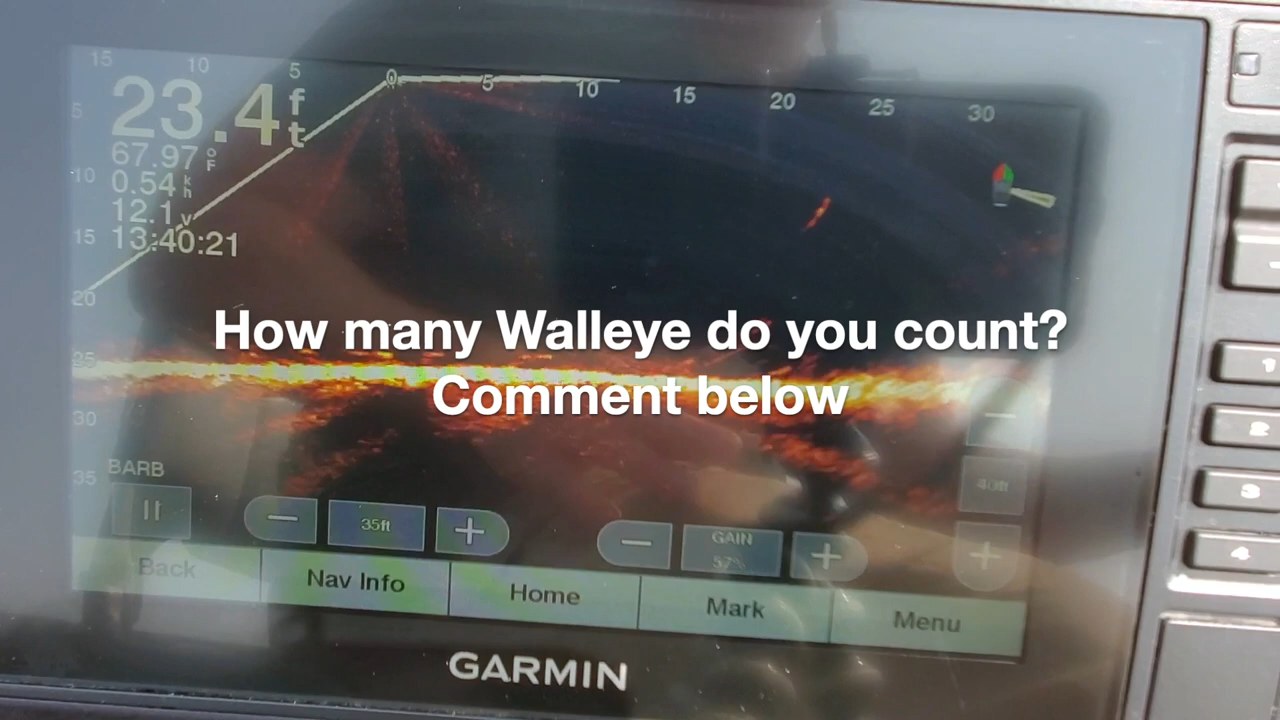 15 10 5 0 5 10 15 20 25 30
5
23.4 ft
67.97 °F
10
0.54 kh
12.1 v
15
13:40:21
20
How many Walleye do you count?
25
Comment below
30
BARB
35
40ft
35ft
GAIN
57%
Back Nav Info Home Mark Menu
GARMIN
1
2
3
4